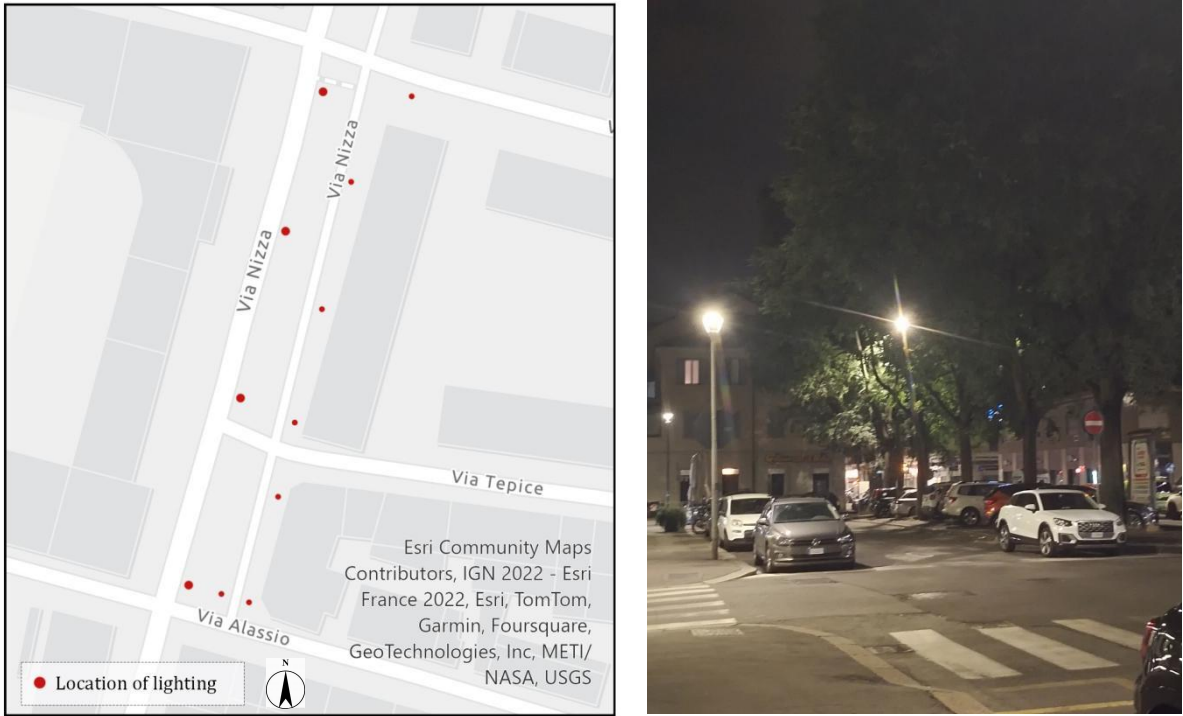 Via Nizza
Via Nizza
Via Tepice
Esri Community Maps
Contributors, IGN 2022 - Esri
France 2022, Esri, TomTom,
Garmin, Foursquare,
GeoTechnologies, Inc, METI/
NASA, USGS
Via Alassio
Location of lighting
N